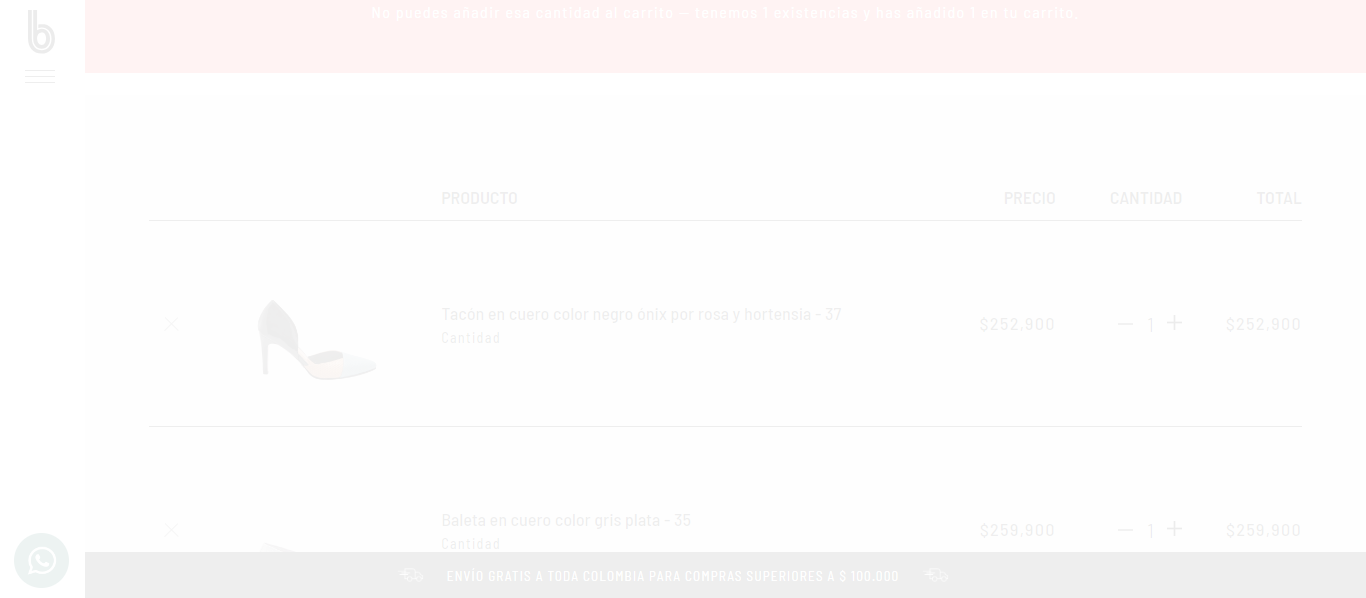 No puedes añadir esa cantidad al carrito — tenemos 1 existencias y has añadido 1 en tu carrito.
b
PRODUCTO PRECIO CANTIDAD TOTAL
Tacón en cuero color negro onix por rosa y hortensia - 37
Cantidad
$252.900 — 1 + $252.900
Baleta en cuero color gris plata - 35
Cantidad
$259.900 — 1 + $259.900
ENVÍO GRATIS A TODA COLOMBIA PARA COMPRAS SUPERIORES A $ 100.000